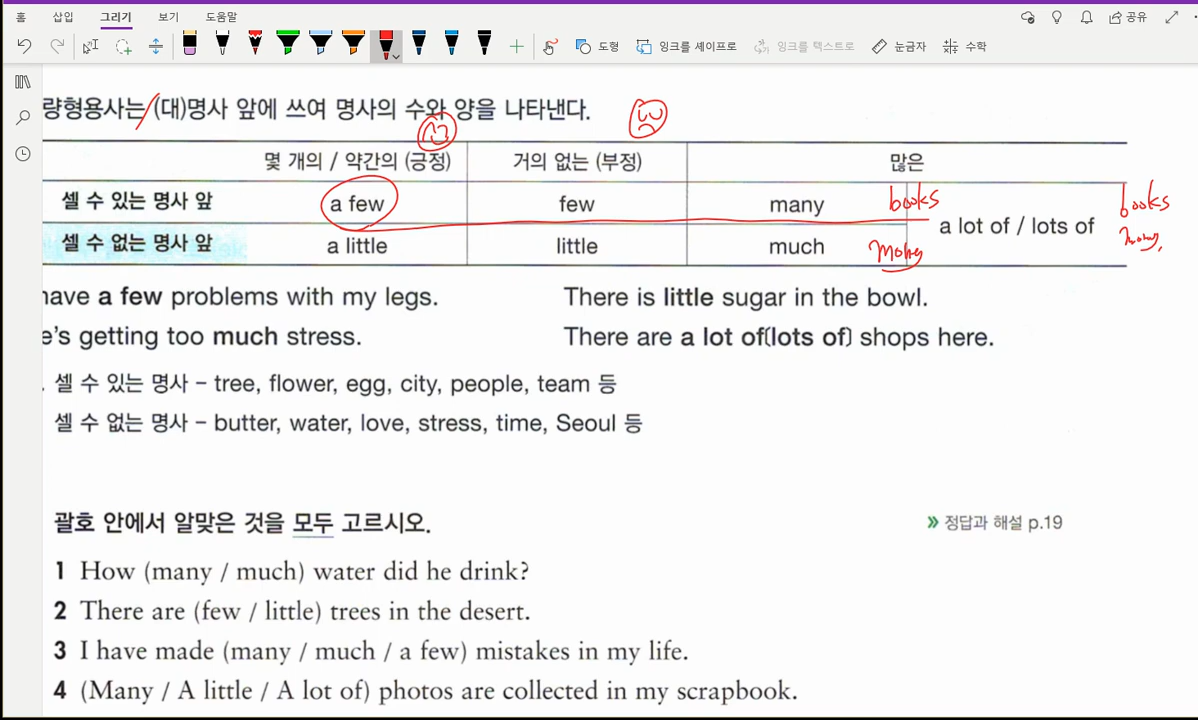 홈 삽입 그리기 보기 도움말
공유
도형 잉크를 셰이프로 잉크를 텍스트로 눈금자 수학
량형용사는 (대)명사 앞에 쓰여 명사의 수와 양을 나타낸다.
몇 개의 / 약간의 (긍정) 거의 없는 (부정) 많은
셀 수 있는 명사 앞 a few few many books a lot of / lots of books
셀 수 없는 명사 앞 a little little much
have a few problems with my legs. There is little sugar in the bowl.
e's getting too much stress. There are a lot of(lots of) shops here.
셀 수 있는 명사 – tree, flower, egg, city, people, team 등
셀 수 없는 명사 – butter, water, love, stress, time, Seoul 등
괄호 안에서 알맞은 것을 모두 고르시오. 정답과 해설 p.19
1 How (many / much) water did he drink?
2 There are (few / little) trees in the desert.
3 I have made (many / much / a few) mistakes in my life.
4 (Many / A little / A lot of) photos are collected in my scrapbook.